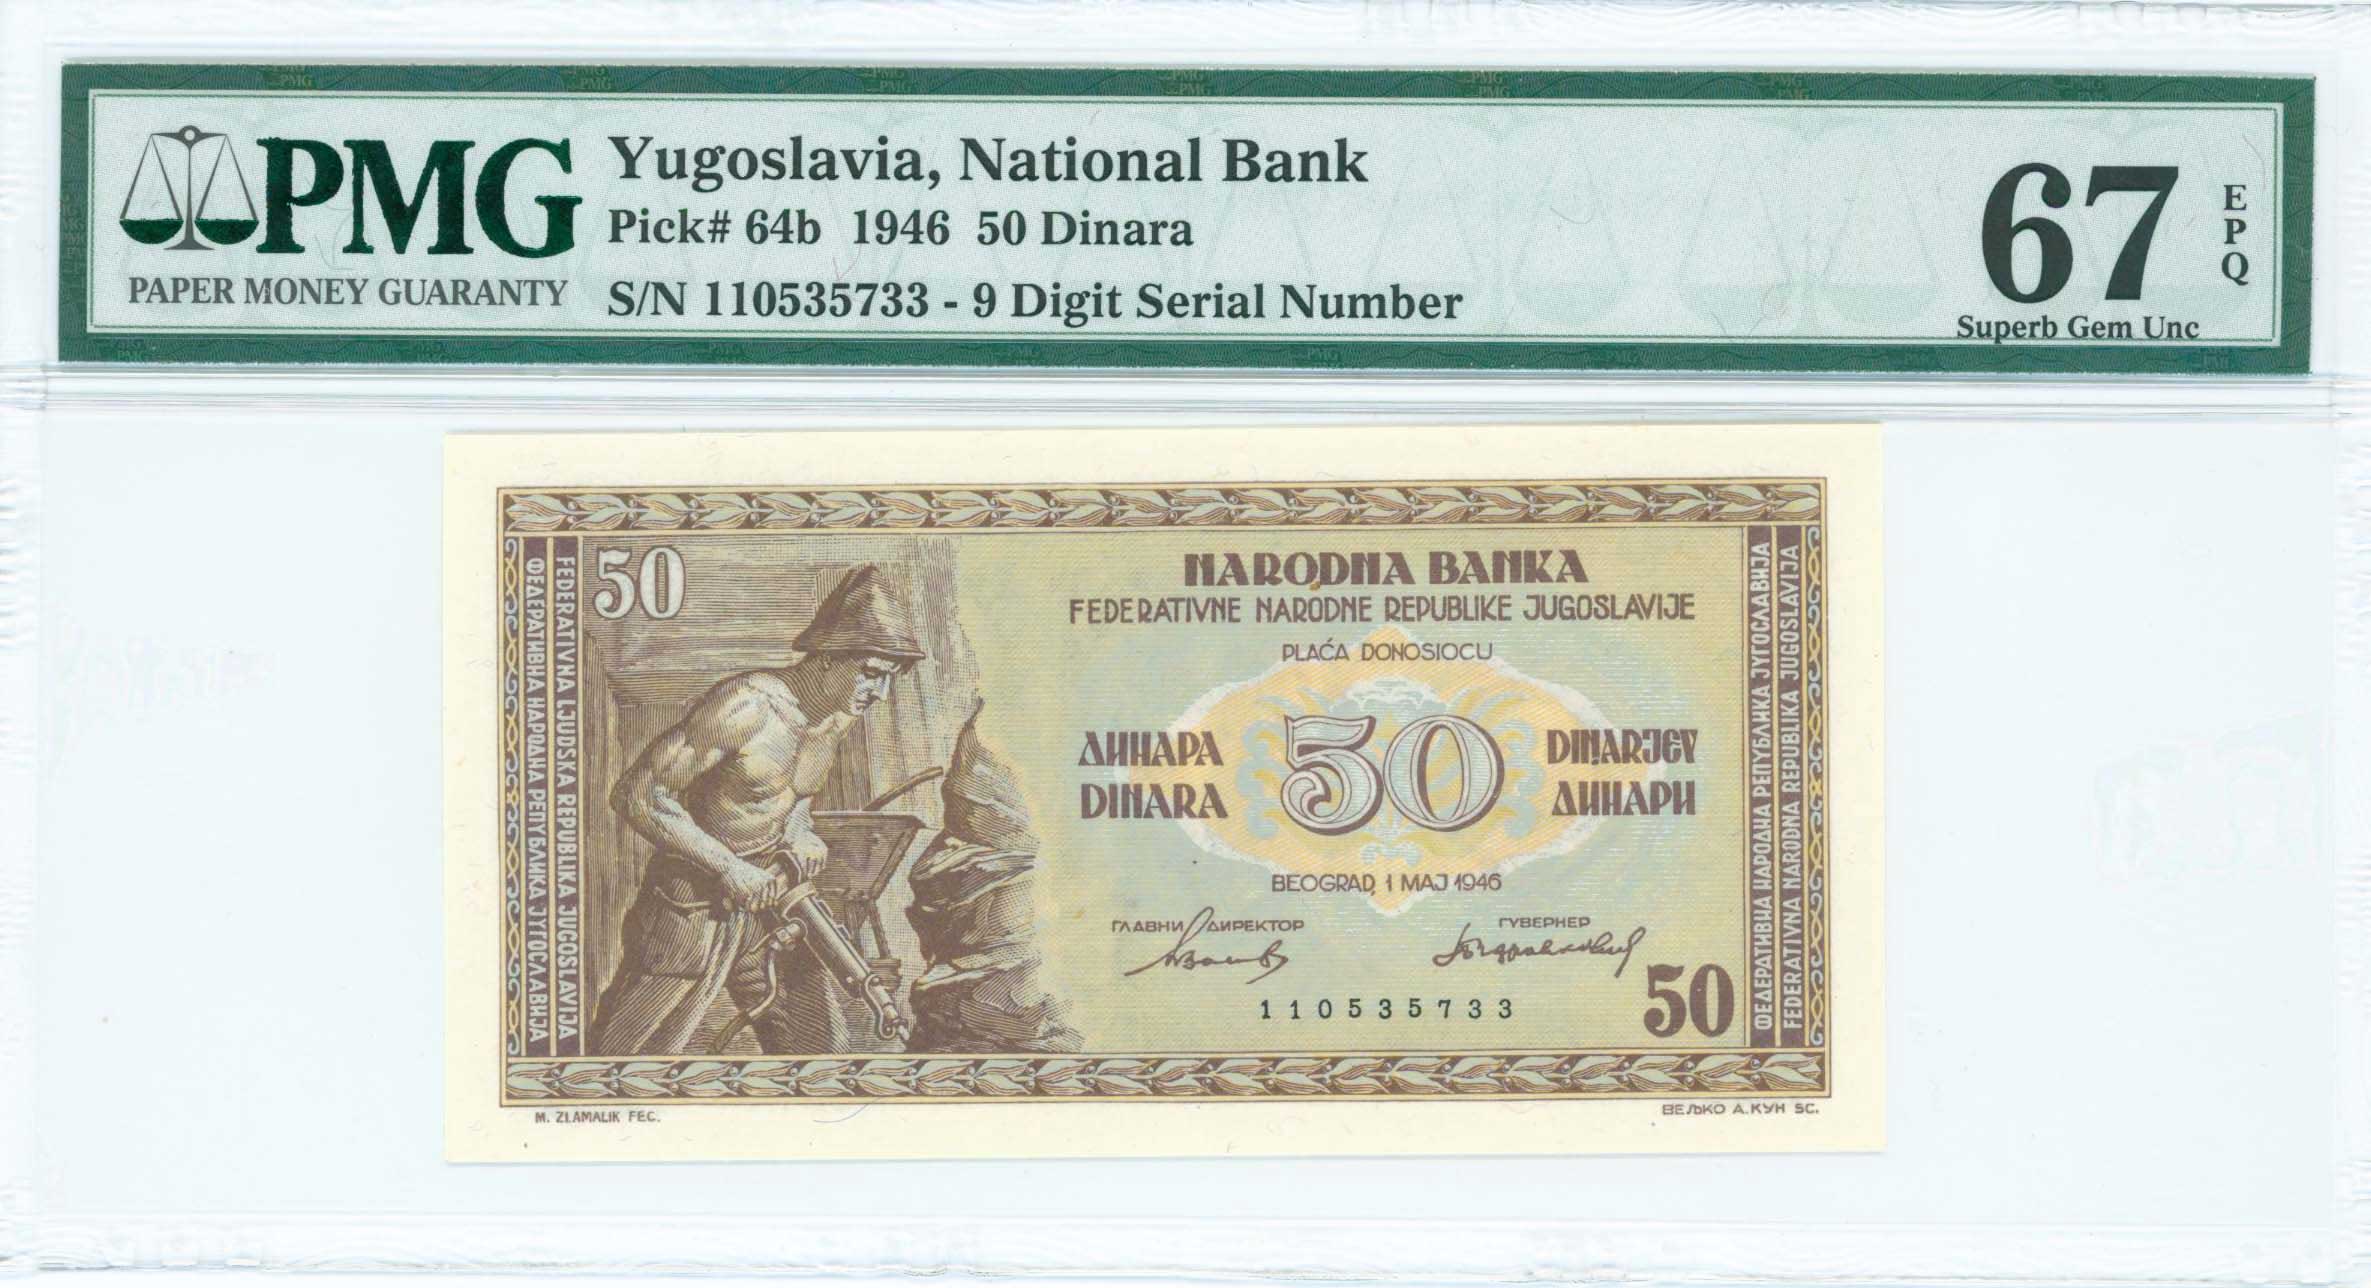 PMG
PAPER MONEY GUARANTY
Yugoslavia, National Bank
Pick# 64b 1946 50 Dinara
S/N 110535733 - 9 Digit Serial Number
67
EPQ
Superb Gem Unc
50
ФЕДЕРАТИВНА НАРОДНА РЕПУБЛИКА ЈУГОСЛАВИЈА
FEDERATIVNA LJUDSKA REPUBLIKA JUGOSLAVIJA
NARODNA BANKA
FEDERATIVNE NARODNE REPUBLIKE JUGOSLAVIJE
PLAĆA DONOSIOCU
ДИНАРА
DINARA
50
DINARJEV
ДИНАРИ
BEOGRAD, 1 MAJ 1946
ГЛАВНИ ДИРЕКТОР
ГУВЕРНЕР
110535733
50
ФЕДЕРАТИВНА НАРОДНА РЕПУБЛИКА ЈУГОСЛАВИЈА
FEDERATIVNA NARODNA REPUBLIKA JUGOSLAVIJA
M. ZLAMALIK FEC.
ВЕЉКО А. КУН SC.